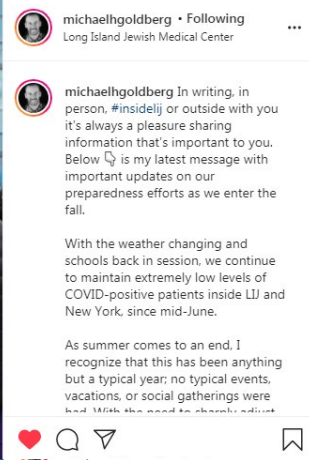 michaelhgoldberg • Following
Long Island Jewish Medical Center
michaelhgoldberg In writing, in
person, #insidelij or outside with you
it's always a pleasure sharing
information that's important to you.
Below 👇 is my latest message with
important updates on our
preparedness efforts as we enter the
fall.
With the weather changing and
schools back in session, we continue
to maintain extremely low levels of
COVID-positive patients inside LIJ and
New York, since mid-June.
As summer comes to an end, I
recognize that this has been anything
but a typical year; no typical events,
vacations, or social gatherings were
had. With the need to sharply adjust